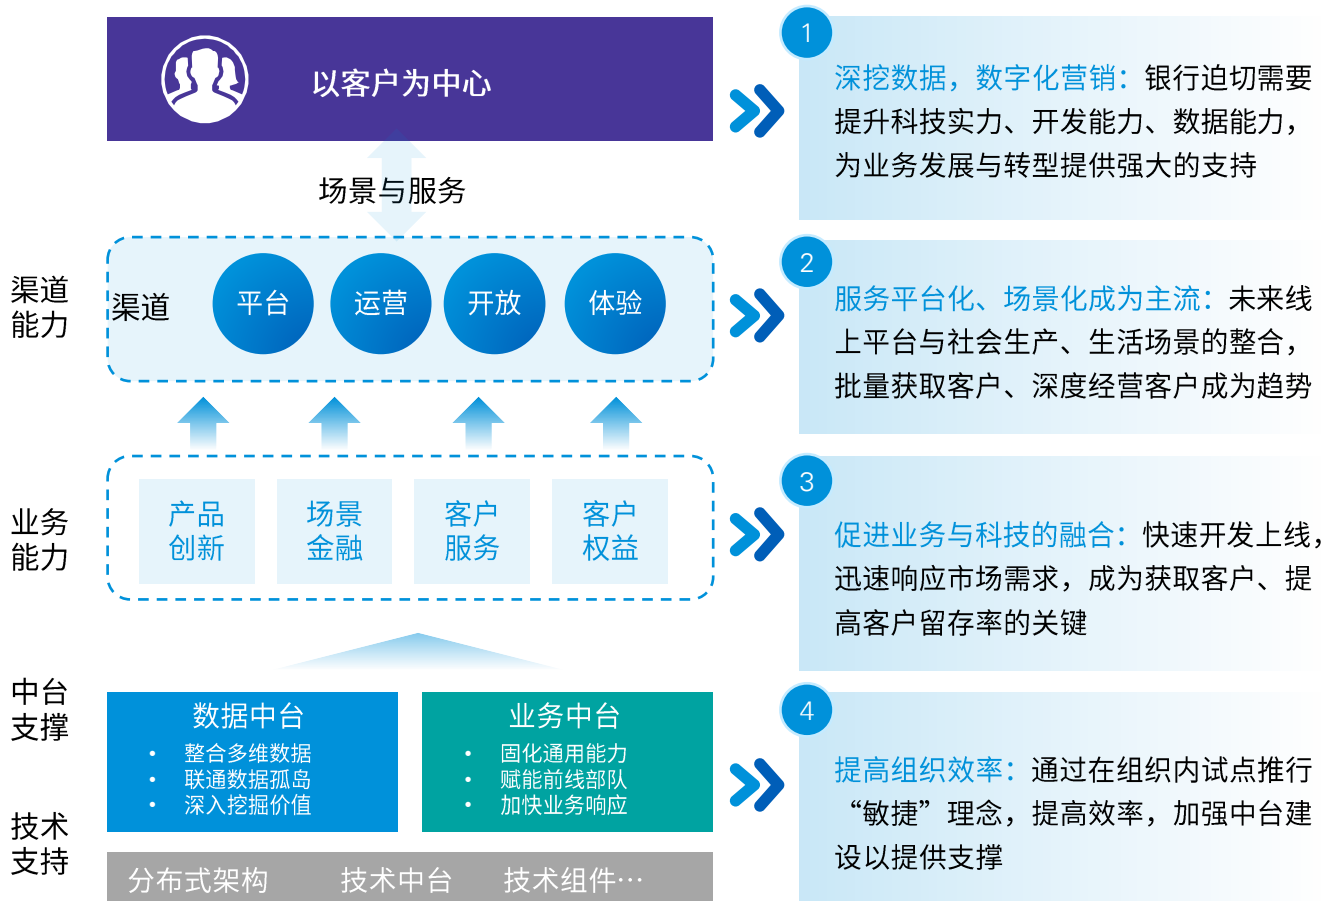 以客户为中心
场景与服务
渠道
能力
渠道
平台
运营
开放
体验
业务
能力
产品
创新
场景
金融
客户
服务
客户
权益
中台
支撑
数据中台
• 整合多维数据
• 联通数据孤岛
• 深入挖掘价值
业务中台
• 固化通用能力
• 赋能前线部队
• 加快业务响应
技术
支持
分布式架构
技术中台
技术组件…
1
深挖数据，数字化营销：银行迫切需要
提升科技实力、开发能力、数据能力，
为业务发展与转型提供强大的支持
2
服务平台化、场景化成为主流：未来线
上平台与社会生产、生活场景的整合，
批量获取客户、深度经营客户成为趋势
3
促进业务与科技的融合：快速开发上线，
迅速响应市场需求，成为获取客户、提
高客户留存率的关键
4
提高组织效率：通过在组织内试点推行
“敏捷”理念，提高效率，加强中台建
设以提供支撑